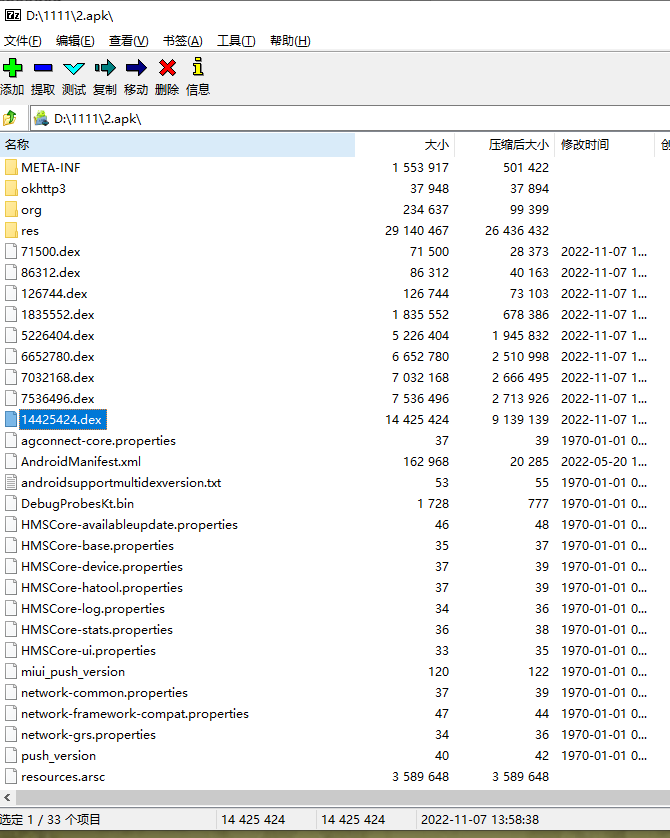 7z D:\1111\2.apk\
文件(F) 编辑(E) 查看(V) 书签(A) 工具(T) 帮助(H)
添加 提取 测试 复制 移动 删除 信息
D:\1111\2.apk\
名称 大小 压缩后大小 修改时间 创
META-INF 1 553 917 501 422
okhttp3 37 948 37 894
org 234 637 99 399
res 29 140 467 26 436 432
71500.dex 71 500 28 373 2022-11-07 1...
86312.dex 86 312 40 163 2022-11-07 1...
126744.dex 126 744 73 103 2022-11-07 1...
1835552.dex 1 835 552 678 386 2022-11-07 1...
5226404.dex 5 226 404 1 945 832 2022-11-07 1...
6652780.dex 6 652 780 2 510 998 2022-11-07 1...
7032168.dex 7 032 168 2 666 495 2022-11-07 1...
7536496.dex 7 536 496 2 713 926 2022-11-07 1...
14425424.dex 14 425 424 9 139 139 2022-11-07 1...
agconnect-core.properties 37 39 1970-01-01 0...
AndroidManifest.xml 162 968 20 285 2022-05-20 1...
androidsupportmultidexversion.txt 53 55 1970-01-01 0...
DebugProbesKt.bin 1 728 777 1970-01-01 0...
HMSCore-availableupdate.properties 46 48 1970-01-01 0...
HMSCore-base.properties 35 37 1970-01-01 0...
HMSCore-device.properties 37 39 1970-01-01 0...
HMSCore-hatool.properties 37 39 1970-01-01 0...
HMSCore-log.properties 34 36 1970-01-01 0...
HMSCore-stats.properties 36 38 1970-01-01 0...
HMSCore-ui.properties 33 35 1970-01-01 0...
miui_push_version 120 122 1970-01-01 0...
network-common.properties 37 39 1970-01-01 0...
network-framework-compat.properties 47 44 1970-01-01 0...
network-grs.properties 34 36 1970-01-01 0...
push_version 40 42 1970-01-01 0...
resources.arsc 3 589 648 3 589 648
选定 1 / 33 个项目 14 425 424 14 425 424 2022-11-07 13:58:38